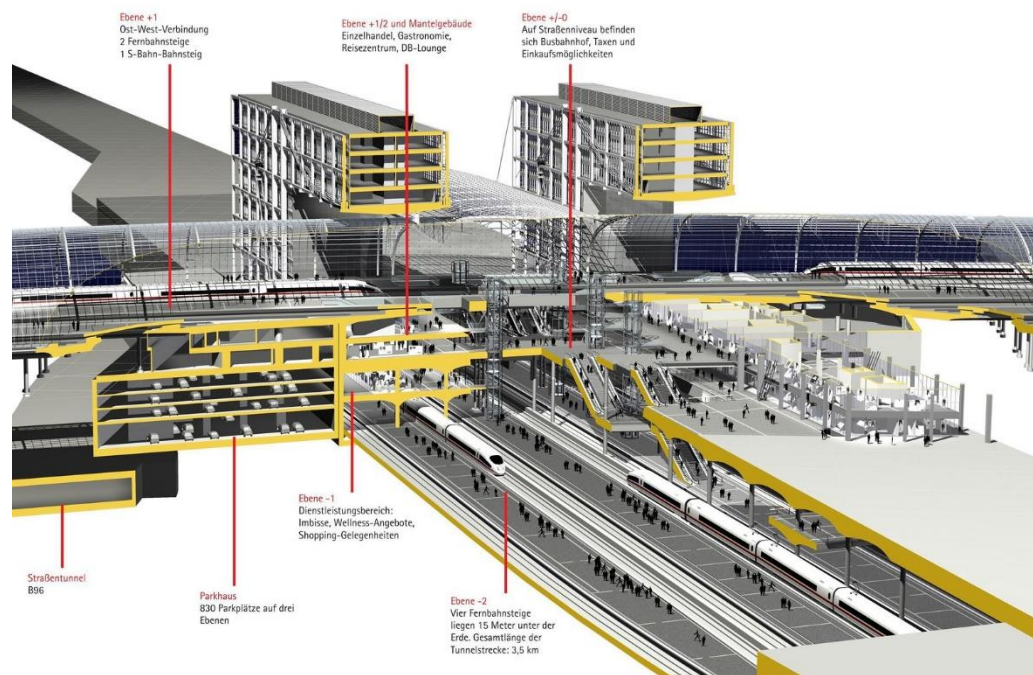 Ebene +1
Ost-West-Verbindung
2 Fernbahnsteige
1 S-Bahn-Bahnsteig
Ebene +1/2 und Mantelgebäude
Einzelhandel, Gastronomie,
Reisezentrum, DB-Lounge
Ebene +/-0
Auf Straßenniveau befinden
sich Busbahnhof, Taxen und
Einkaufsmöglichkeiten
Ebene -1
Dienstleistungsbereich:
Imbisse, Wellness-Angebote,
Shopping-Gelegenheiten
Straßentunnel
B96
Parkhaus
830 Parkplätze auf drei
Ebenen
Ebene -2
Vier Fernbahnsteige
liegen 15 Meter unter der
Erde. Gesamtlänge der
Tunnelstrecke: 3,5 km